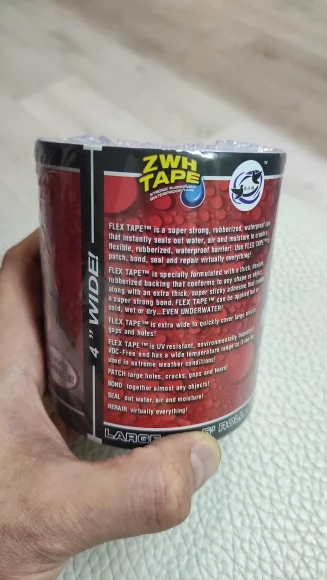 ZWH
TAPE
STRONG RUBBERIZED
WATERPROOF TAPE
4" WIDE!
FLEX TAPE™ is a super strong, rubberized, waterproof
that instantly seals out water, air and moisture to create a
flexible, rubberized, waterproof barrier! Use FLEX TAPE™
patch, bond, seal and repair virtually everything!
FLEX TAPE™ is specially formulated with a thick, flexible,
rubberized backing that conforms to any shape or object
along with an extra thick, super sticky adhesive that
a super strong bond. FLEX TAPE™ can be applied hot or
cold, wet or dry...EVEN UNDERWATER!
FLEX TAPE™ is extra wide to quickly cover large cracks,
gaps and holes!
FLEX TAPE™ is UV resistant, environmentally
VOC-Free and has a wide temperature range so it can be
used in extreme weather conditions!
PATCH large holes, cracks, gaps and tears!
BOND together almost any objects!
SEAL out water, air and moisture!
REPAIR virtually everything!
LARGE 5' ROLL